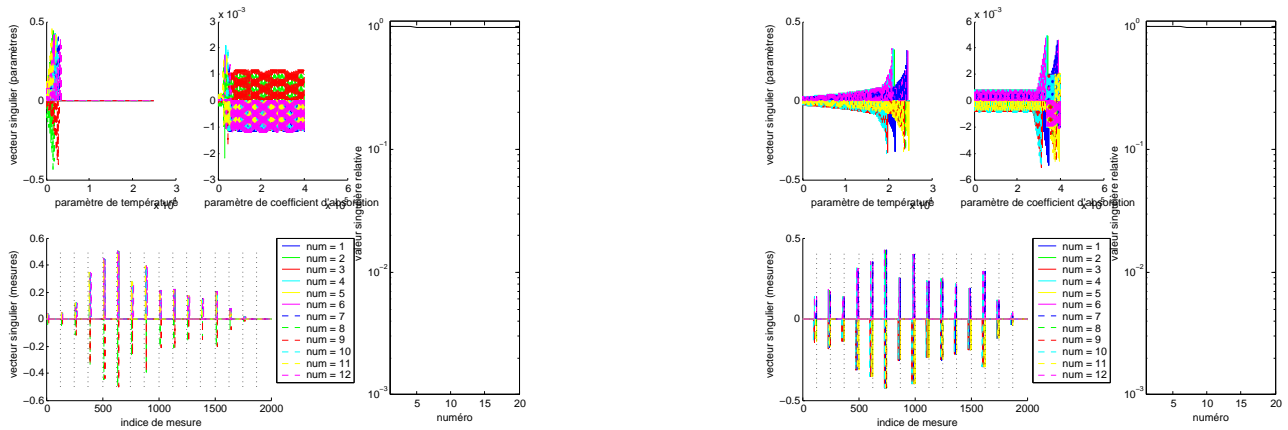 vecteur singulier (paramètres)
0.5
0
−0.5
0 1 2 3
x 10⁴
paramètre de température
x 10⁻³
3
2
1
0
−1
−2
−3
0 2 4 6
x 10⁵
paramètre de coefficient d'absorption
valeur singulière relative
10⁰
10⁻¹
10⁻²
10⁻³
5 10 15 20
numéro
vecteur singulier (mesures)
0.6
0.4
0.2
0
−0.2
−0.4
−0.6
0 500 1000 1500 2000
indice de mesure
num = 1
num = 2
num = 3
num = 4
num = 5
num = 6
num = 7
num = 8
num = 9
num = 10
num = 11
num = 12
vecteur singulier (paramètres)
0.5
0
−0.5
0 1 2 3
paramètre de température
x 10⁻³
6
4
2
0
−2
−4
−6
0 2 4 6
x 10⁵
paramètre de coefficient d'absorption
valeur singulière relative
10⁰
10⁻¹
10⁻²
10⁻³
5 10 15 20
numéro
vecteur singulier (mesures)
0.5
0
−0.5
0 500 1000 1500 2000
indice de mesure
num = 1
num = 2
num = 3
num = 4
num = 5
num = 6
num = 7
num = 8
num = 9
num = 10
num = 11
num = 12